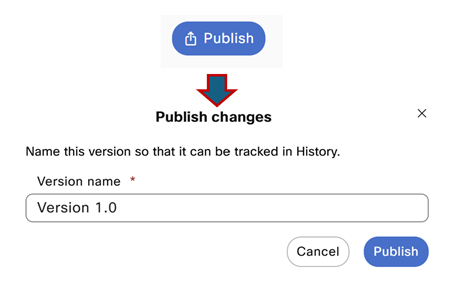 Publish
Publish changes
Name this version so that it can be tracked in History.
Version name *
Version 1.0
Cancel Publish